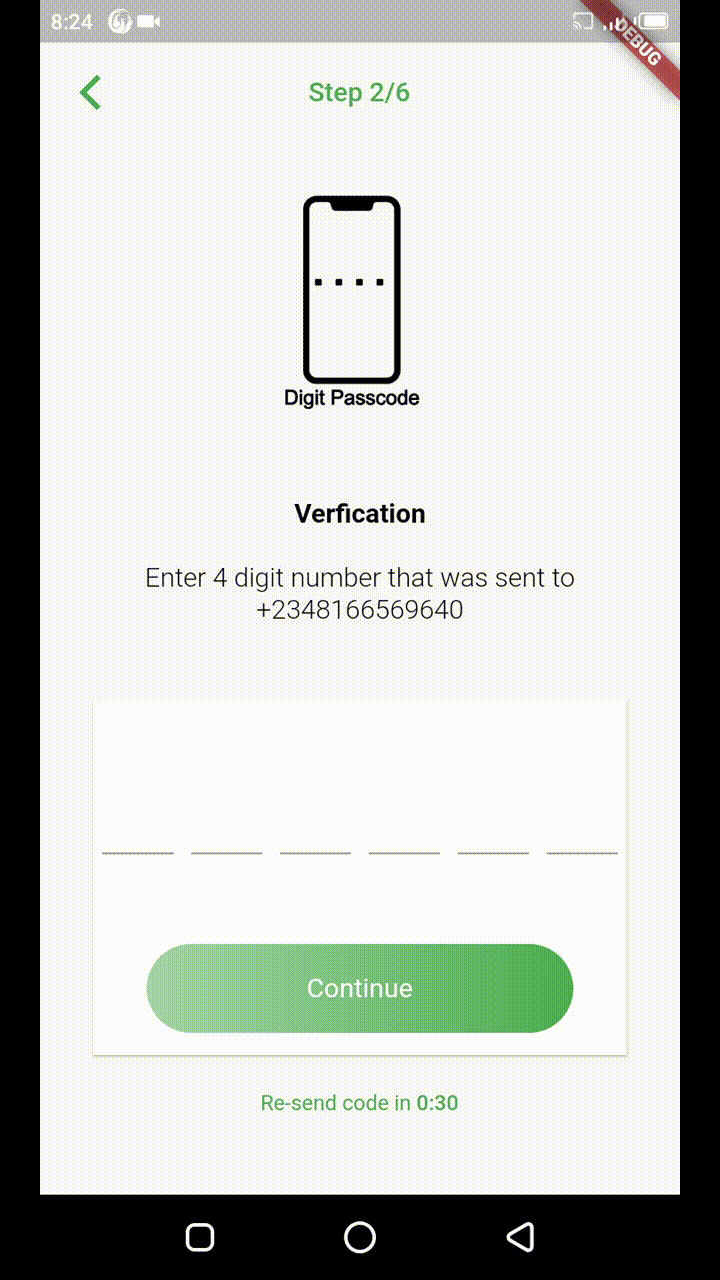 8:24
DEBUG
Step 2/6
Digit Passcode
Verfication
Enter 4 digit number that was sent to
+2348166569640
Continue
Re-send code in 0:30